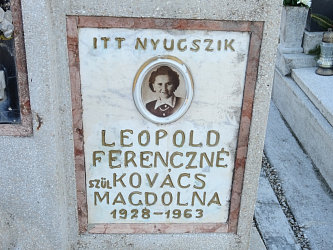 ITT NYUGSZIK
LEOPOLD
FERENCZNÉ
SZÜL KOVÁCS
MAGDOLNA
1928-1963